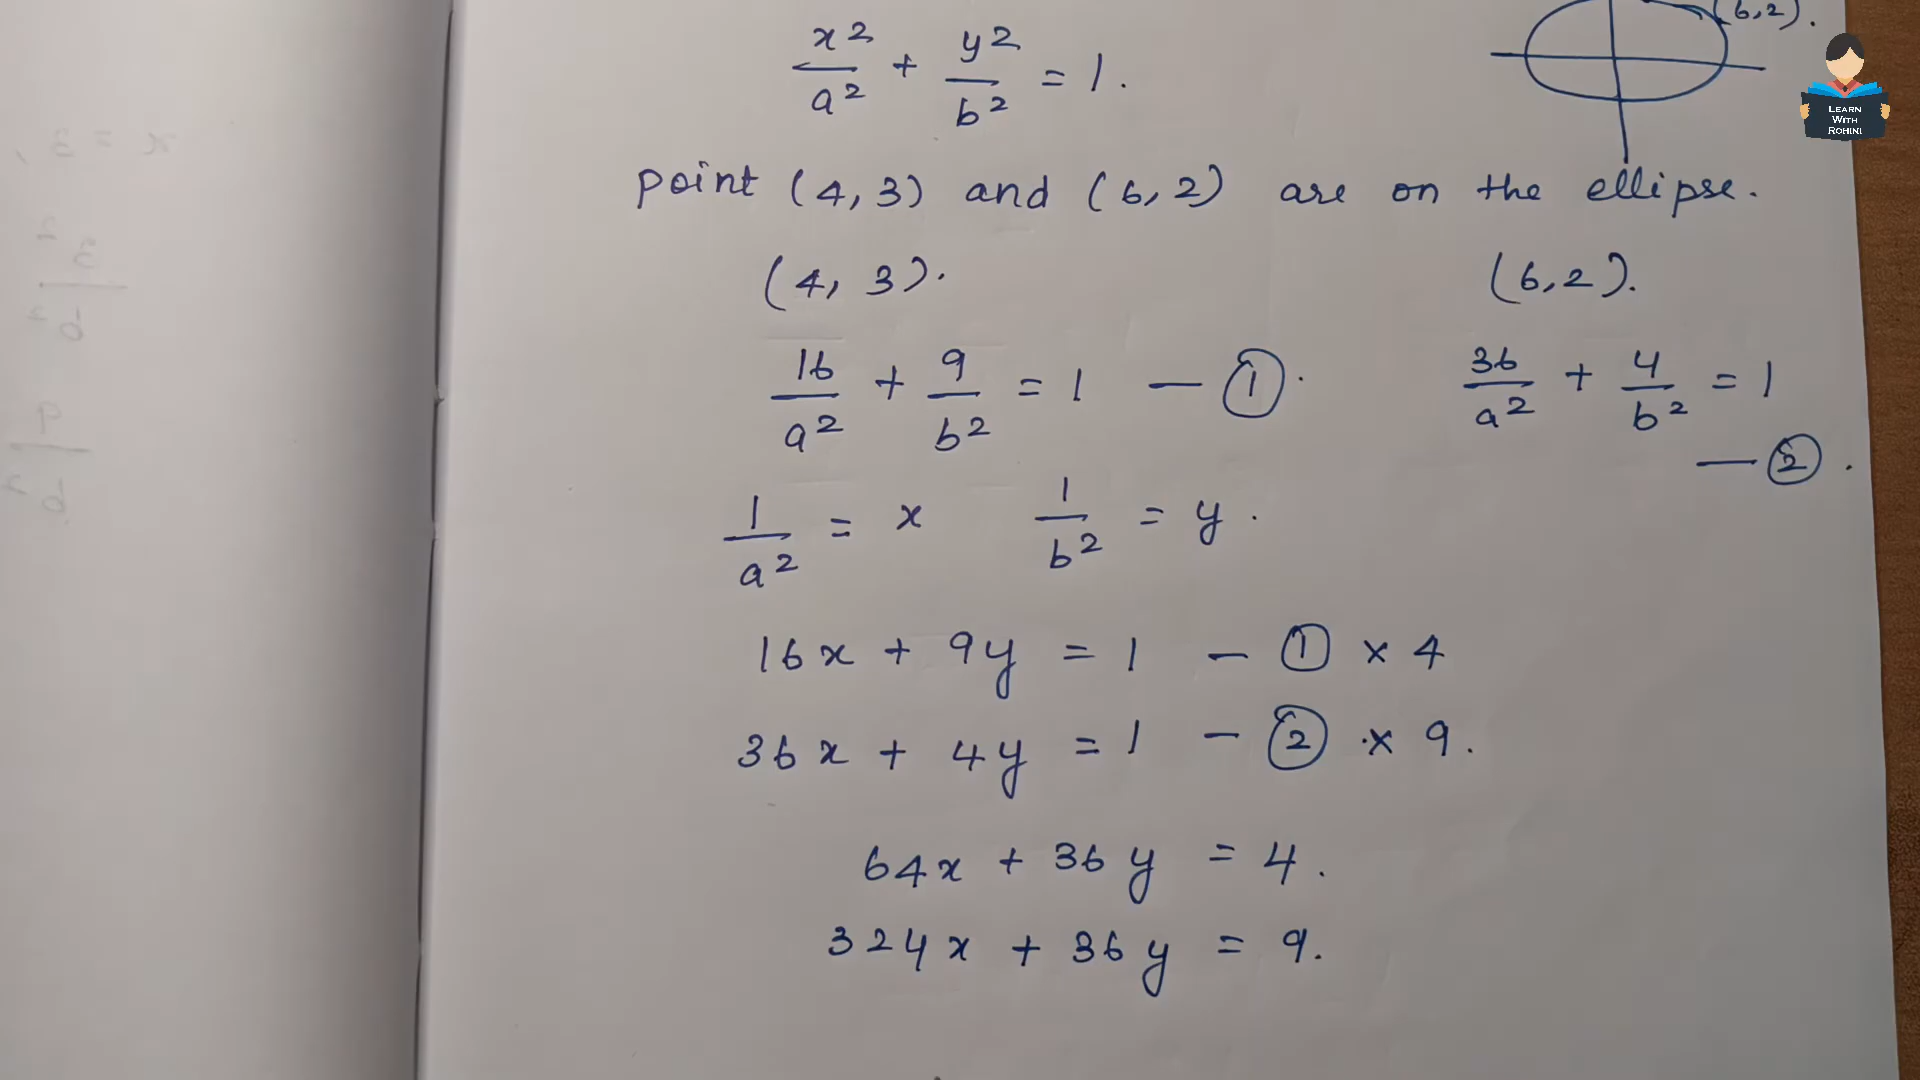 (6,2).
x²/a² + y²/b² = 1.
LEARN
WITH
ROHINI
point (4, 3) and (6, 2) are on the ellipse.
(4, 3). (6,2).
16/a² + 9/b² = 1 — ① . 36/a² + 4/b² = 1
— ② .
1/a² = x 1/b² = y .
16x + 9y = 1 — ① × 4
36x + 4y = 1 — ② × 9.
64x + 36y = 4.
324x + 36y = 9.